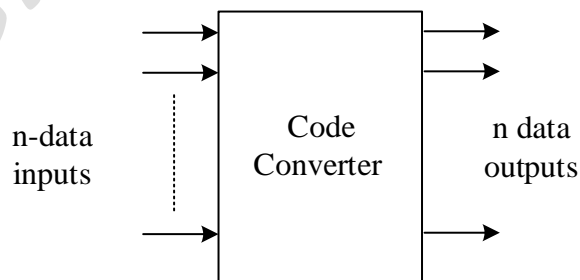 n-data
inputs
Code
Converter
n data
outputs